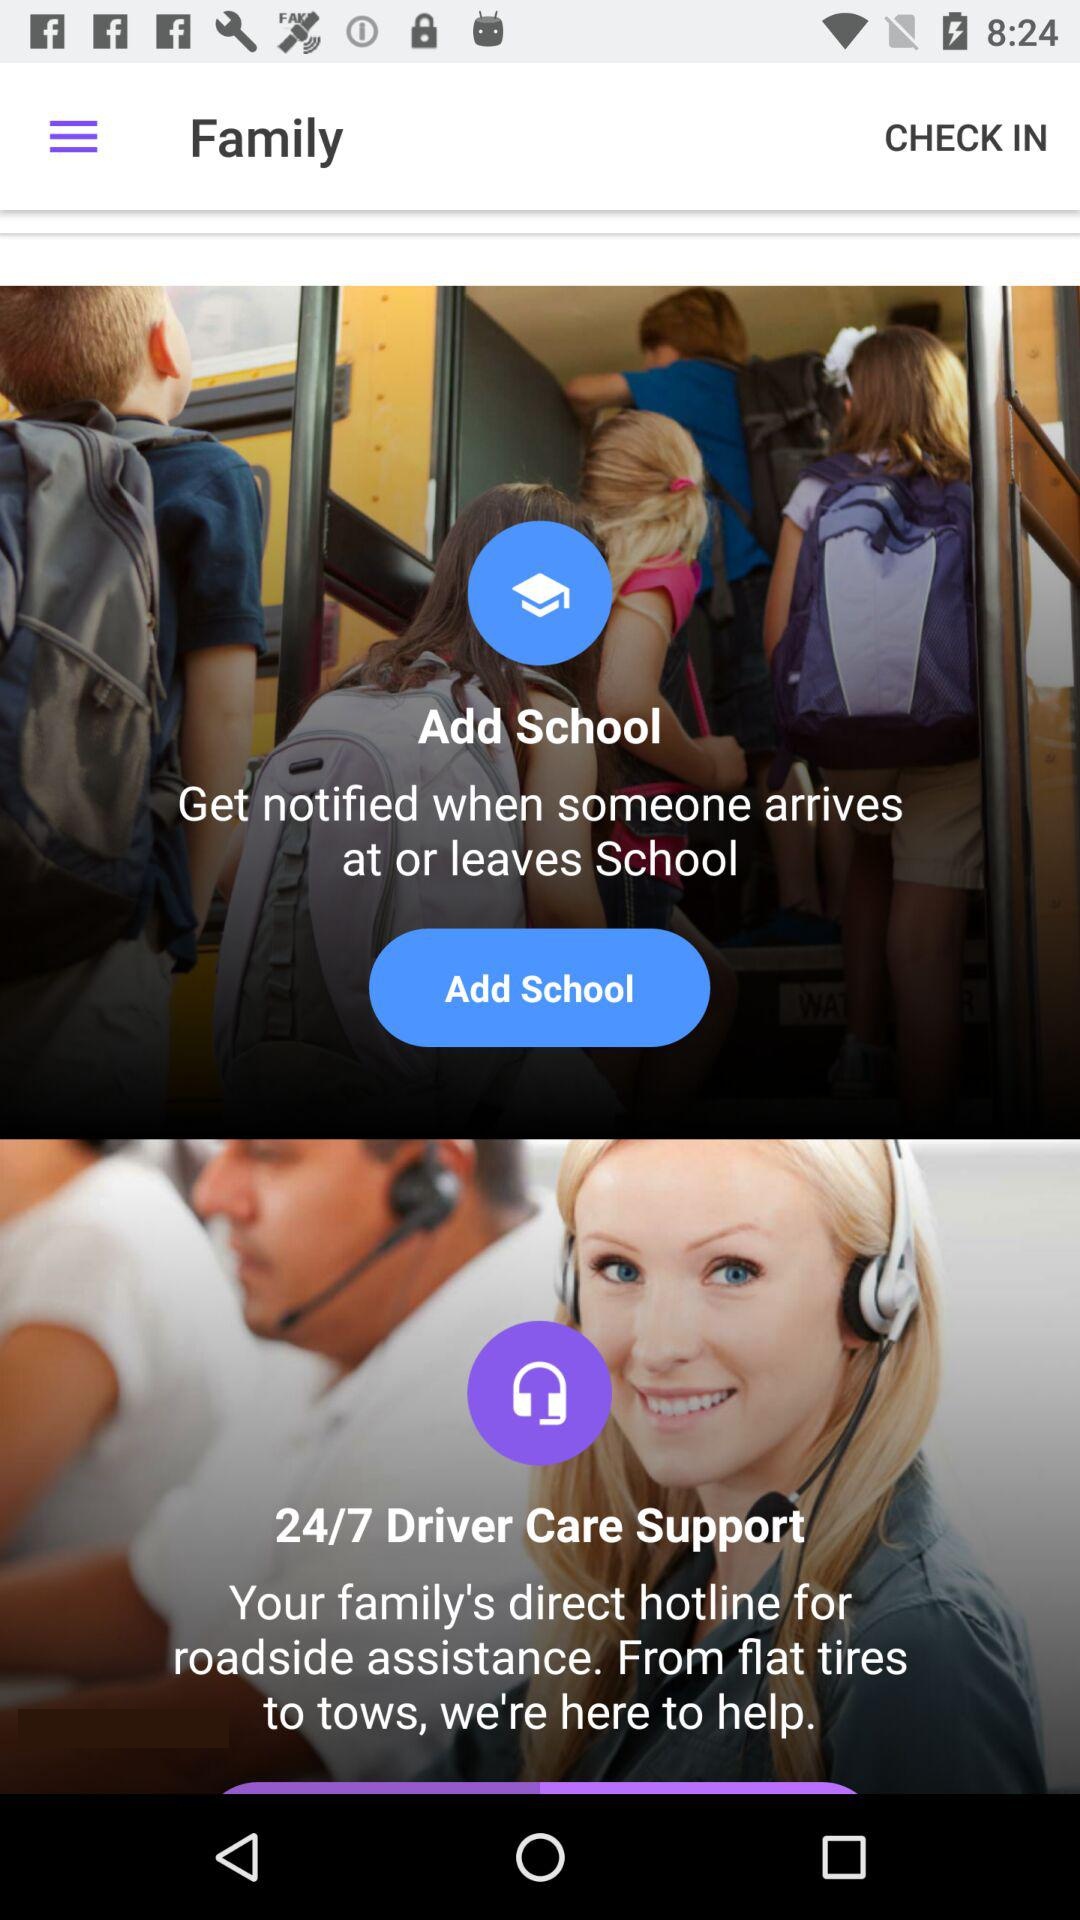 FAKE
8:24
Family
CHECK IN
Add School
Get notified when someone arrives
at or leaves School
Add School
24/7 Driver Care Support
Your family's direct hotline for
roadside assistance. From flat tires
to tows, we're here to help.